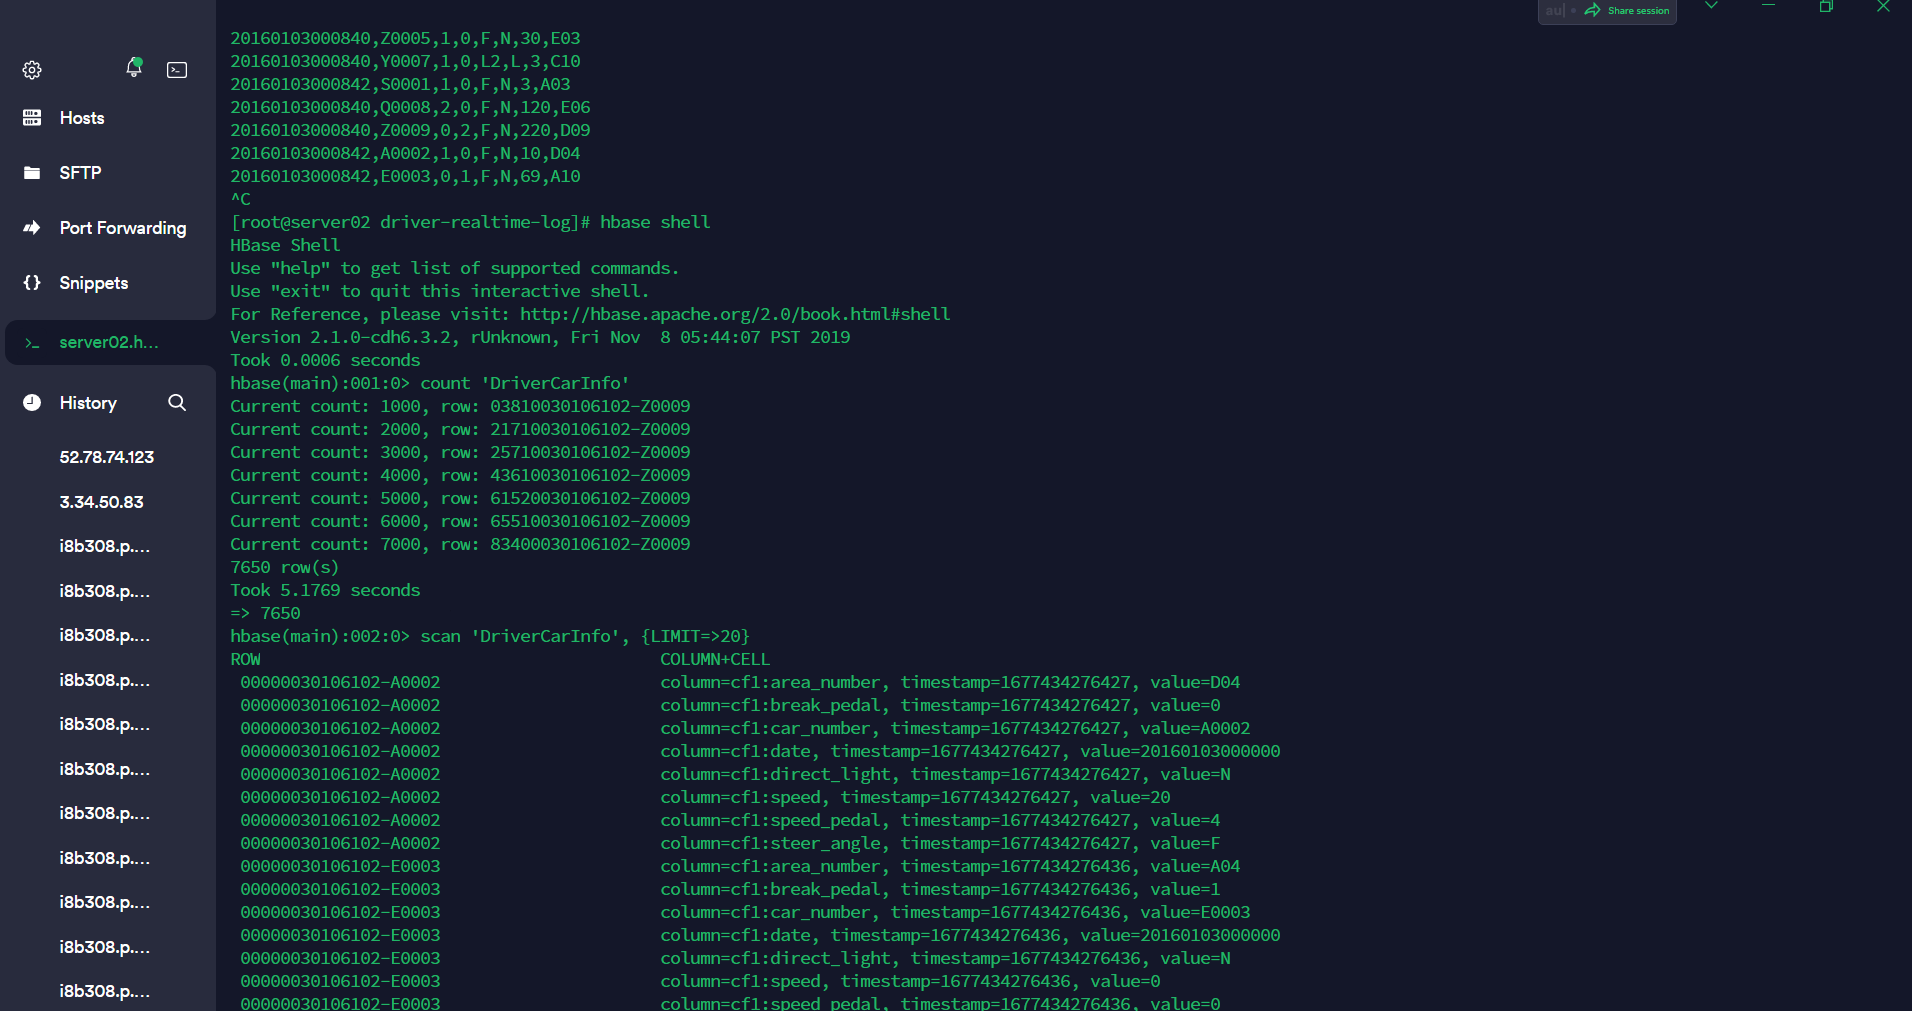 au
Share session
Hosts
SFTP
Port Forwarding
Snippets
server02.h...
History
52.78.74.123
3.34.50.83
i8b308.p....
i8b308.p....
i8b308.p....
i8b308.p....
i8b308.p....
i8b308.p....
i8b308.p....
i8b308.p....
i8b308.p....
i8b308.p....
i8b308.p....
20160103000840,Z0005,1,0,F,N,30,E03
20160103000840,Y0007,1,0,L2,L,3,C10
20160103000842,S0001,1,0,F,N,3,A03
20160103000840,Q0008,2,0,F,N,120,E06
20160103000840,Z0009,0,2,F,N,220,D09
20160103000842,A0002,1,0,F,N,10,D04
20160103000842,E0003,0,1,F,N,69,A10
^C
[root@server02 driver-realtime-log]# hbase shell
HBase Shell
Use "help" to get list of supported commands.
Use "exit" to quit this interactive shell.
For Reference, please visit: http://hbase.apache.org/2.0/book.html#shell
Version 2.1.0-cdh6.3.2, rUnknown, Fri Nov  8 05:44:07 PST 2019
Took 0.0006 seconds
hbase(main):001:0> count 'DriverCarInfo'
Current count: 1000, row: 03810030106102-Z0009
Current count: 2000, row: 21710030106102-Z0009
Current count: 3000, row: 25710030106102-Z0009
Current count: 4000, row: 43610030106102-Z0009
Current count: 5000, row: 61520030106102-Z0009
Current count: 6000, row: 65510030106102-Z0009
Current count: 7000, row: 83400030106102-Z0009
7650 row(s)
Took 5.1769 seconds
=> 7650
hbase(main):002:0> scan 'DriverCarInfo', {LIMIT=>20}
ROW COLUMN+CELL
00000030106102-A0002 column=cf1:area_number, timestamp=1677434276427, value=D04
00000030106102-A0002 column=cf1:break_pedal, timestamp=1677434276427, value=0
00000030106102-A0002 column=cf1:car_number, timestamp=1677434276427, value=A0002
00000030106102-A0002 column=cf1:date, timestamp=1677434276427, value=20160103000000
00000030106102-A0002 column=cf1:direct_light, timestamp=1677434276427, value=N
00000030106102-A0002 column=cf1:speed, timestamp=1677434276427, value=20
00000030106102-A0002 column=cf1:speed_pedal, timestamp=1677434276427, value=4
00000030106102-A0002 column=cf1:steer_angle, timestamp=1677434276427, value=F
00000030106102-E0003 column=cf1:area_number, timestamp=1677434276436, value=A04
00000030106102-E0003 column=cf1:break_pedal, timestamp=1677434276436, value=1
00000030106102-E0003 column=cf1:car_number, timestamp=1677434276436, value=E0003
00000030106102-E0003 column=cf1:date, timestamp=1677434276436, value=20160103000000
00000030106102-E0003 column=cf1:direct_light, timestamp=1677434276436, value=N
00000030106102-E0003 column=cf1:speed, timestamp=1677434276436, value=0
00000030106102-E0003 column=cf1:speed_pedal, timestamp=1677434276436, value=0